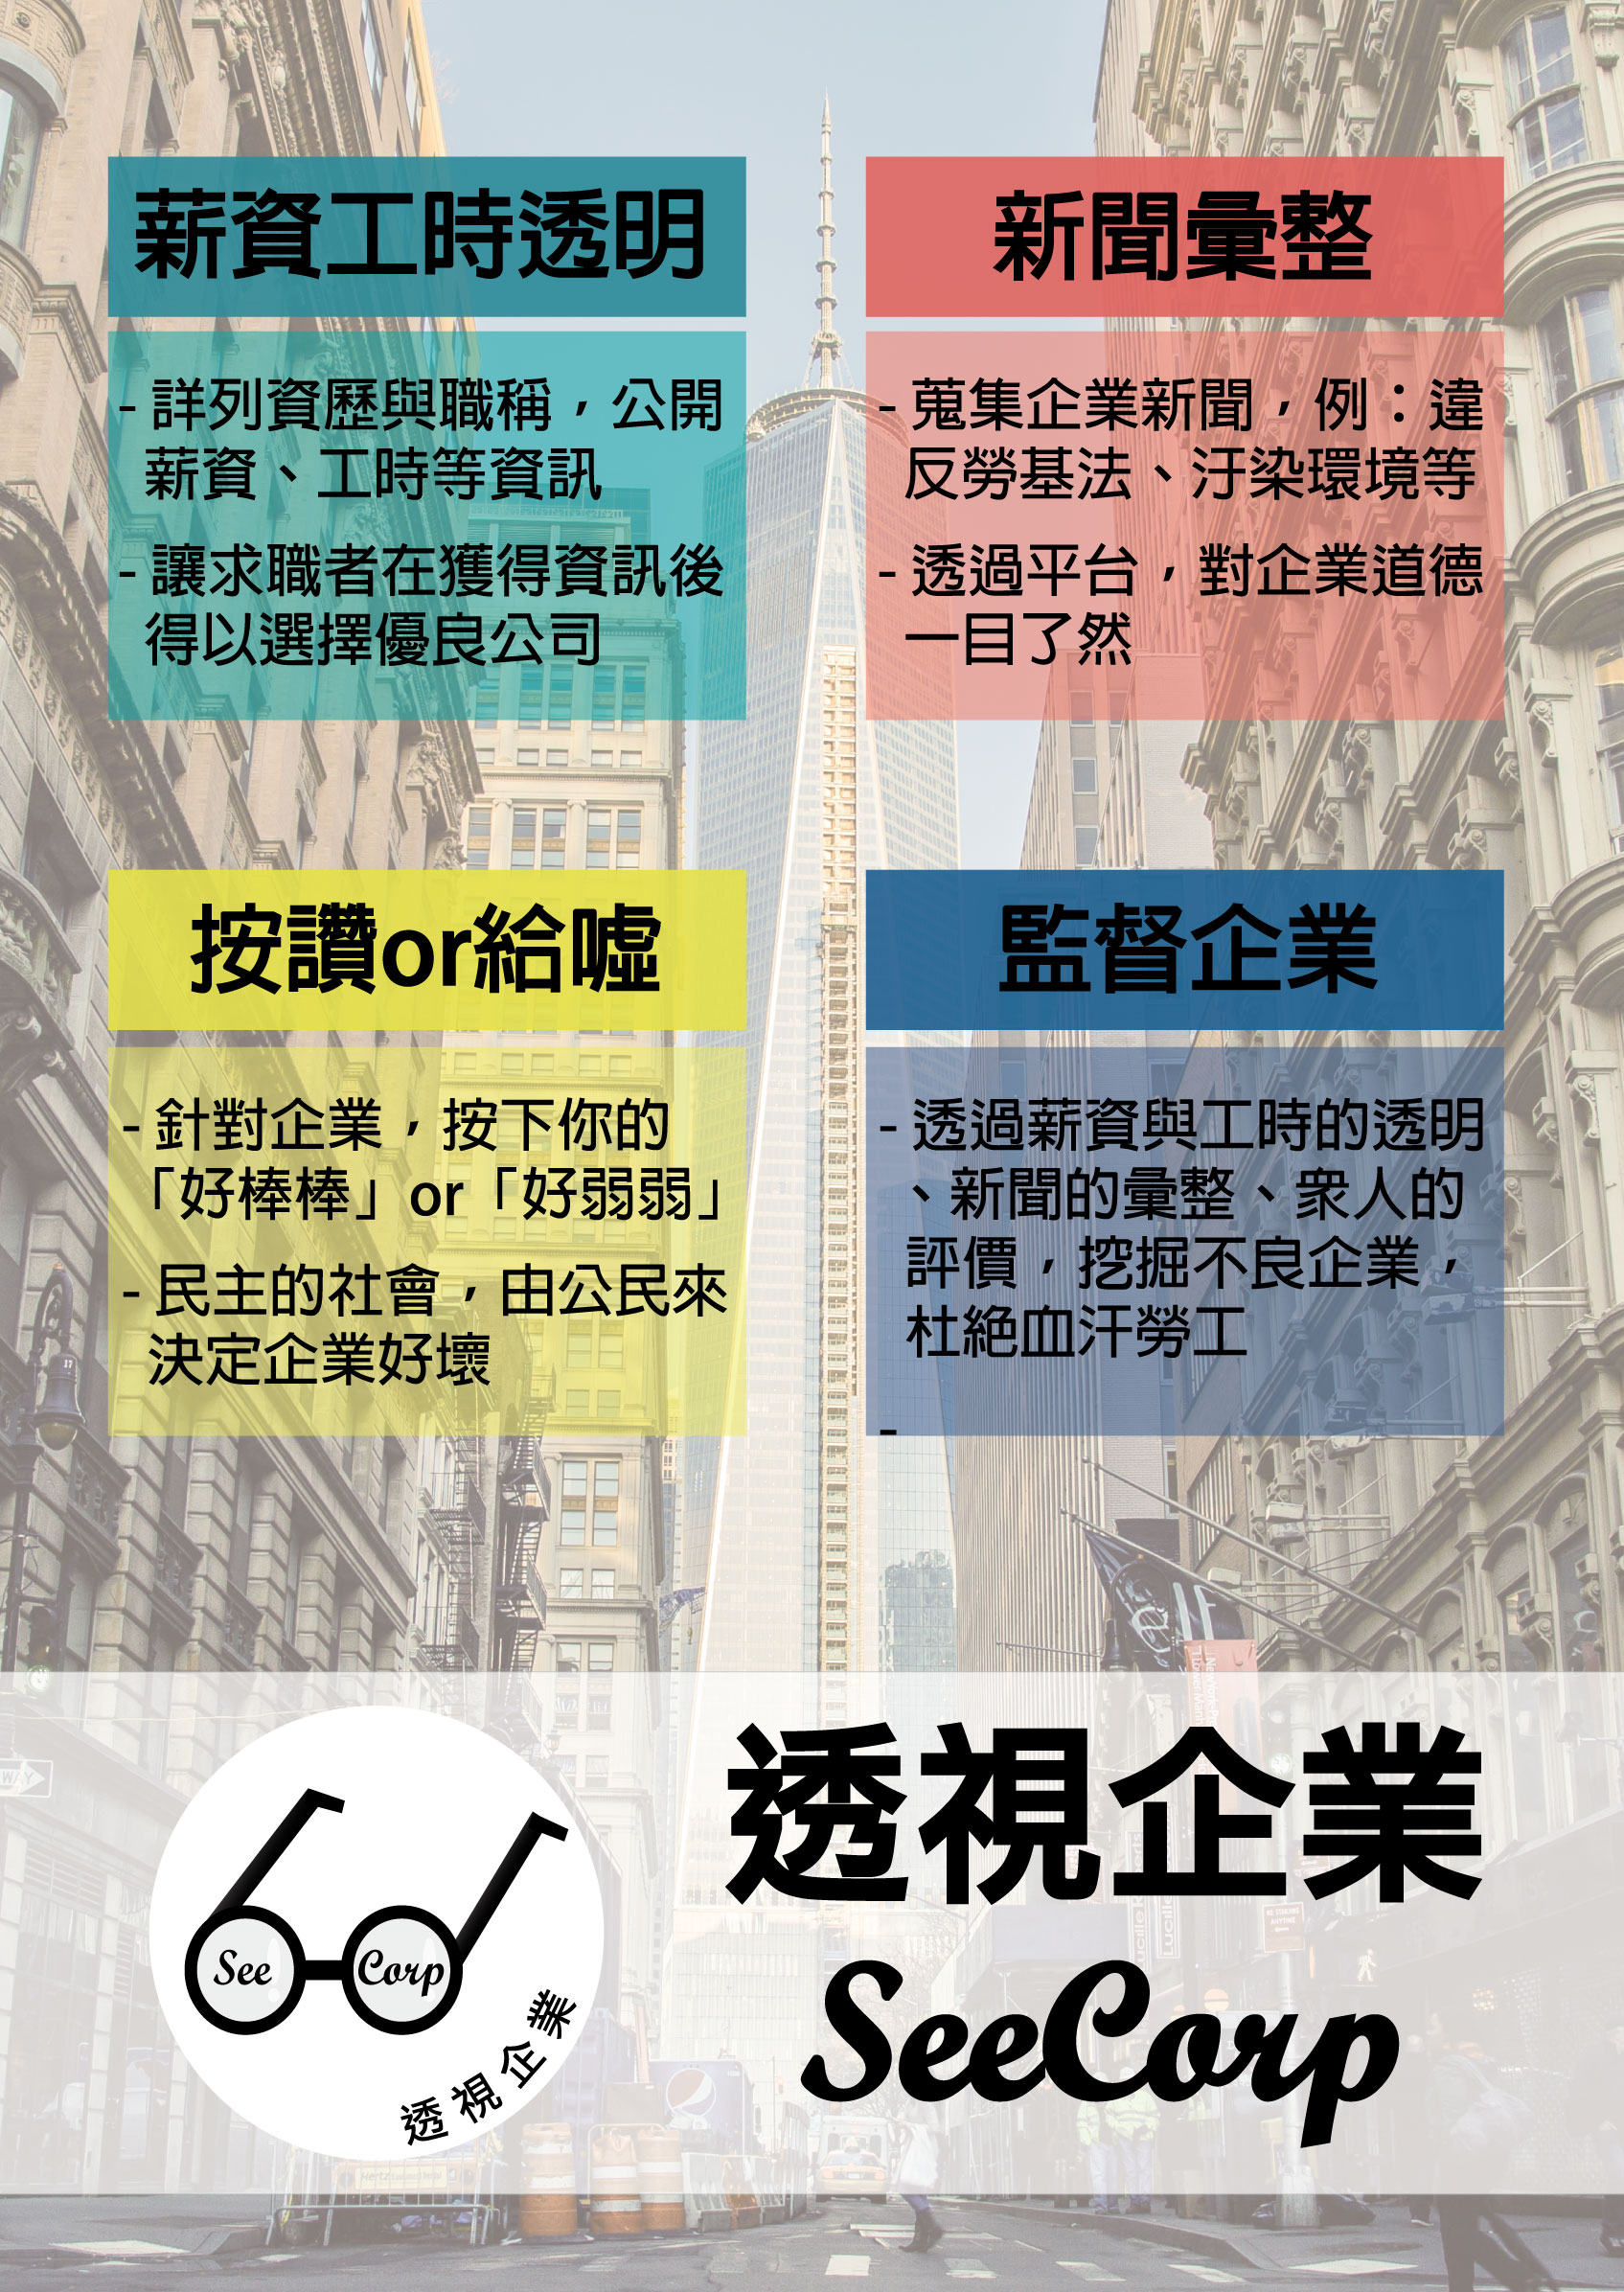 薪資工時透明
- 詳列資歷與職稱，公開
薪資、工時等資訊
- 讓求職者在獲得資訊後
得以選擇優良公司
新聞彙整
- 蒐集企業新聞，例：違
反勞基法、汙染環境等
- 透過平台，對企業道德
一目了然
按讚or給噓
- 針對企業，按下你的
「好棒棒」or「好弱弱」
- 民主的社會，由公民來
決定企業好壞
監督企業
- 透過薪資與工時的透明
、新聞的彙整、眾人的
評價，挖掘不良企業，
杜絕血汗勞工
-
透視企業
SeeCorp
See Corp
透視企業
17
WAY
Hertz